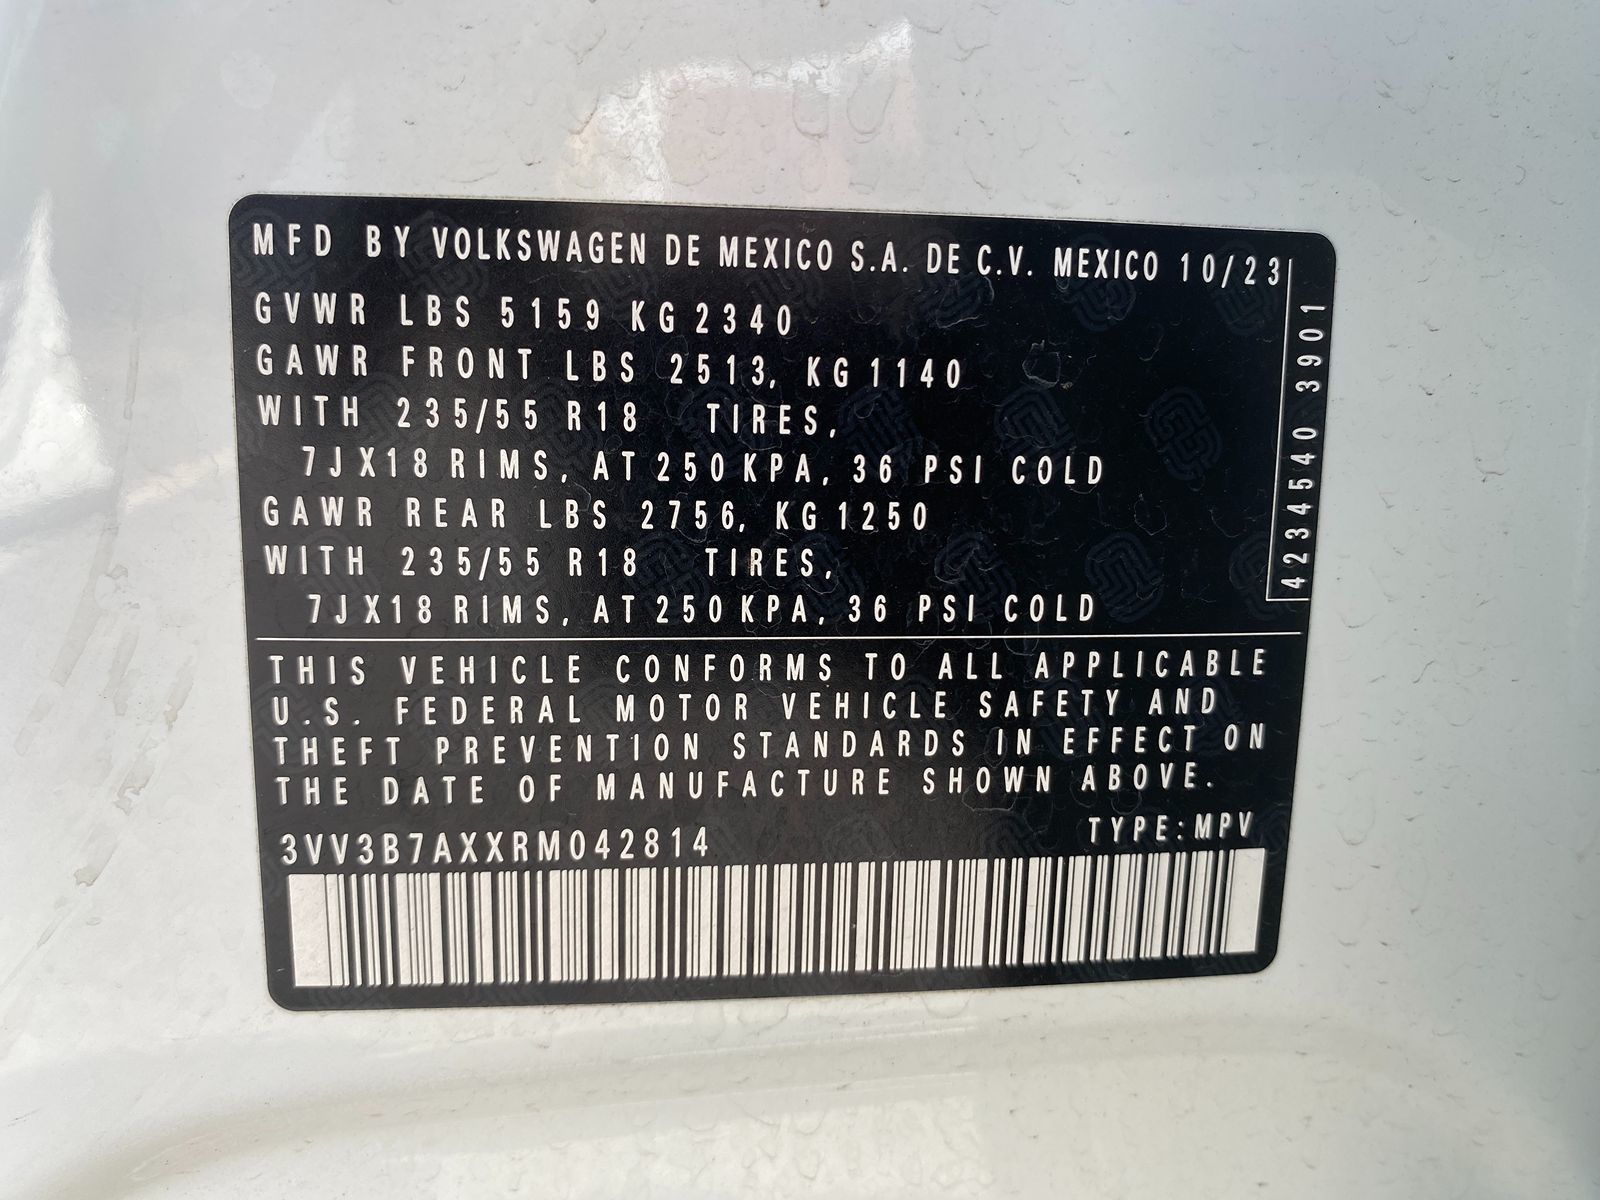 MFD BY VOLKSWAGEN DE MEXICO S.A. DE C.V. MEXICO 10/23
GVWR LBS 5159 KG 2340
GAWR FRONT LBS 2513, KG 1140
WITH 235/55 R18 TIRES,
7JX18 RIMS, AT 250 KPA, 36 PSI COLD
GAWR REAR LBS 2756, KG 1250
WITH 235/55 R18 TIRES,
7JX18 RIMS, AT 250 KPA, 36 PSI COLD
4234540 3901
THIS VEHICLE CONFORMS TO ALL APPLICABLE
U.S. FEDERAL MOTOR VEHICLE SAFETY AND
THEFT PREVENTION STANDARDS IN EFFECT ON
THE DATE OF MANUFACTURE SHOWN ABOVE.
3VV3B7AXXRM042814 TYPE: MPV